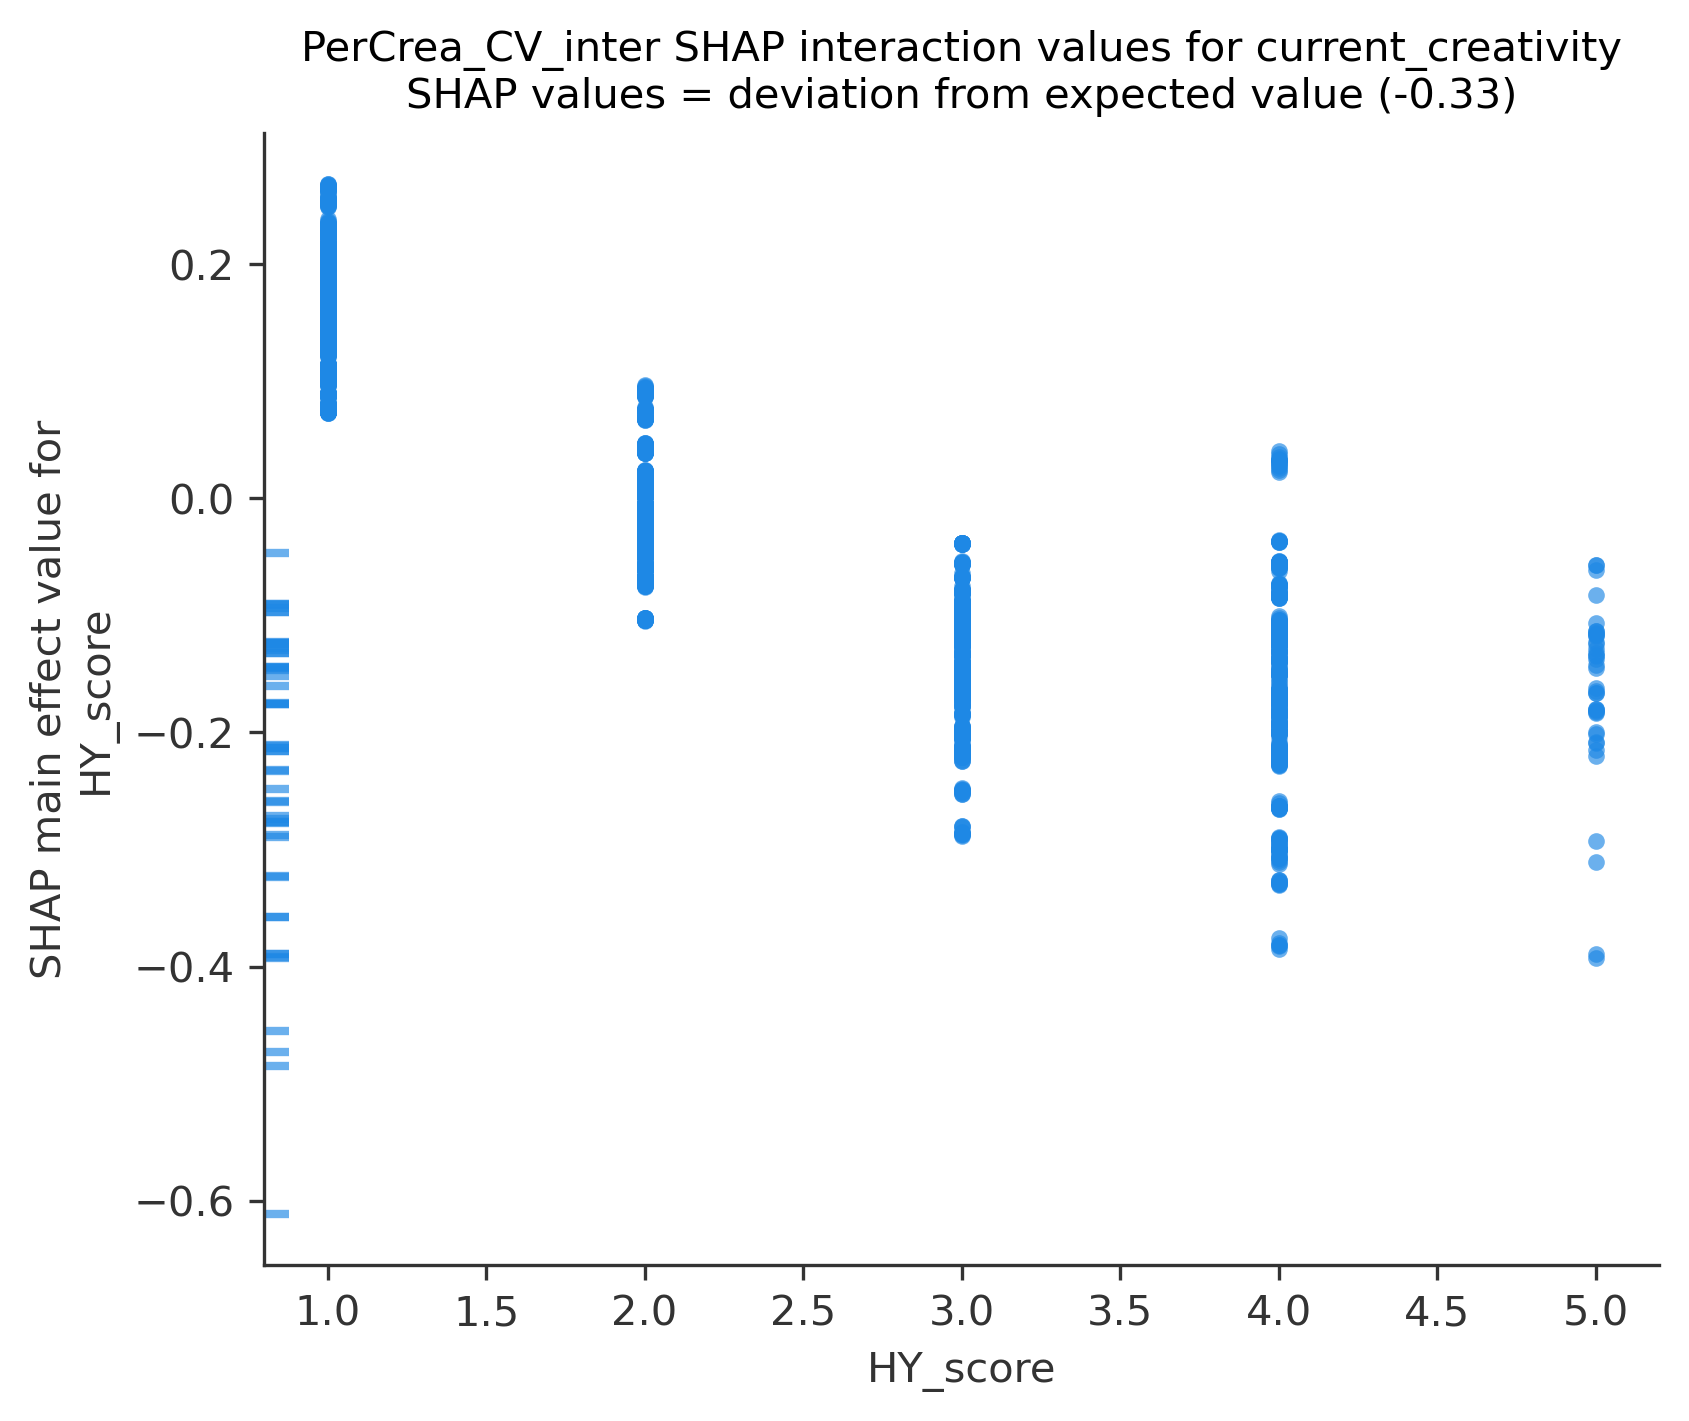 PerCrea_CV_inter SHAP interaction values for current_creativity
SHAP values = deviation from expected value (-0.33)
SHAP main effect value for
HY_score
0.2
0.0
−0.2
−0.4
−0.6
1.0 1.5 2.0 2.5 3.0 3.5 4.0 4.5 5.0
HY_score